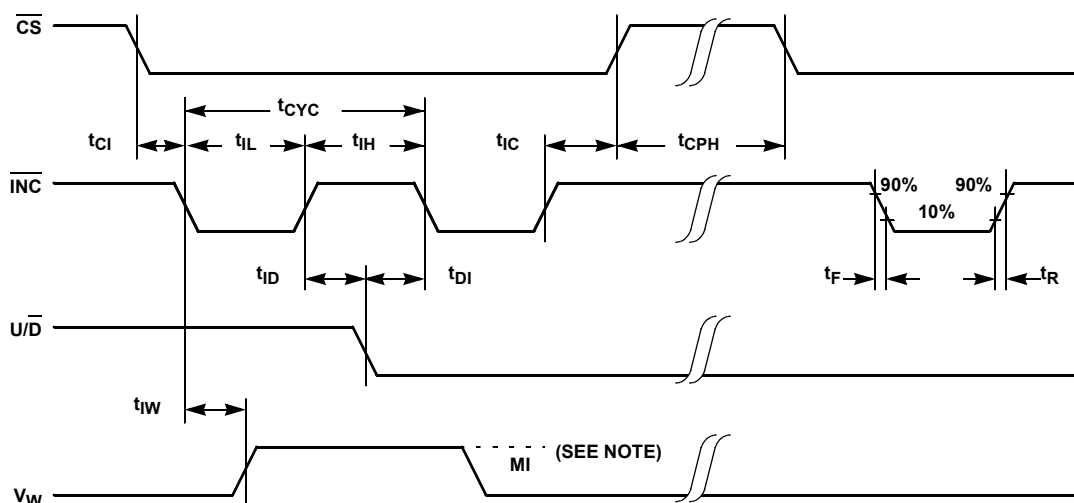 CS
tCYC
tCI tIL tIH tIC tCPH
INC
90% 90%
10%
tID tDI tF tR
U/D
tIW
MI (SEE NOTE)
VW